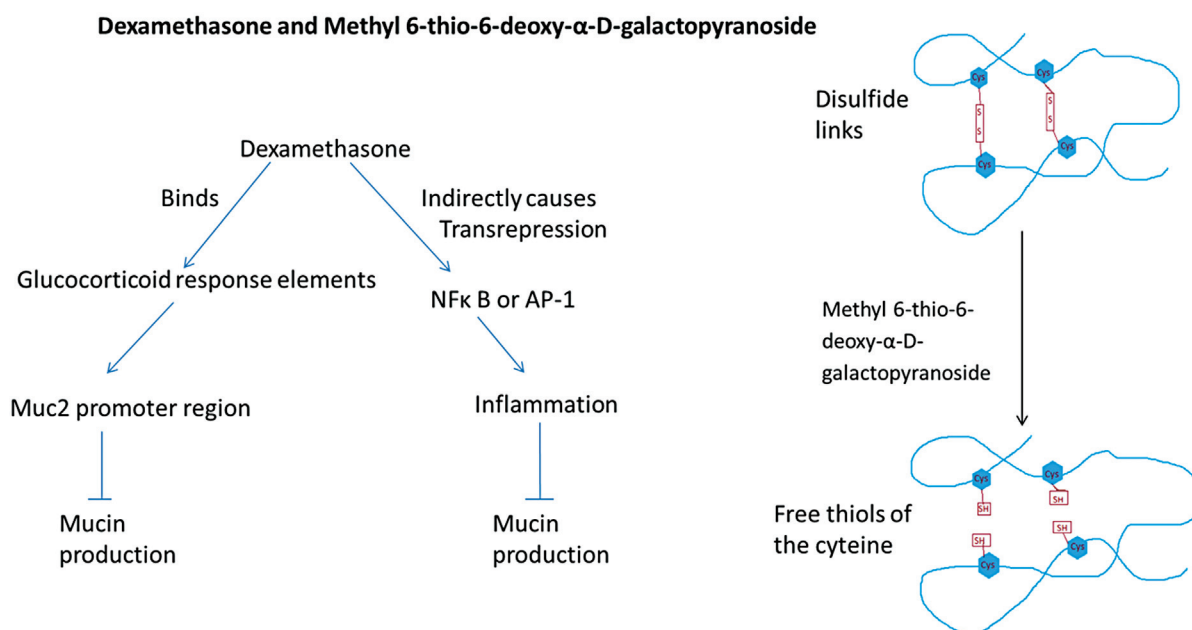 Dexamethasone and Methyl 6-thio-6-deoxy-α-D-galactopyranoside
Dexamethasone
Binds
Indirectly causes
Transrepression
Glucocorticoid response elements
NFκ B or AP-1
Muc2 promoter region
Inflammation
Mucin
production
Mucin
production
Disulfide
links
Cys
Cys
S
S
S
S
Cys
Cys
Methyl 6-thio-6-
deoxy-α-D-
galactopyranoside
Free thiols of
the cyteine
Cys
Cys
SH
SH
SH
SH
Cys
Cys